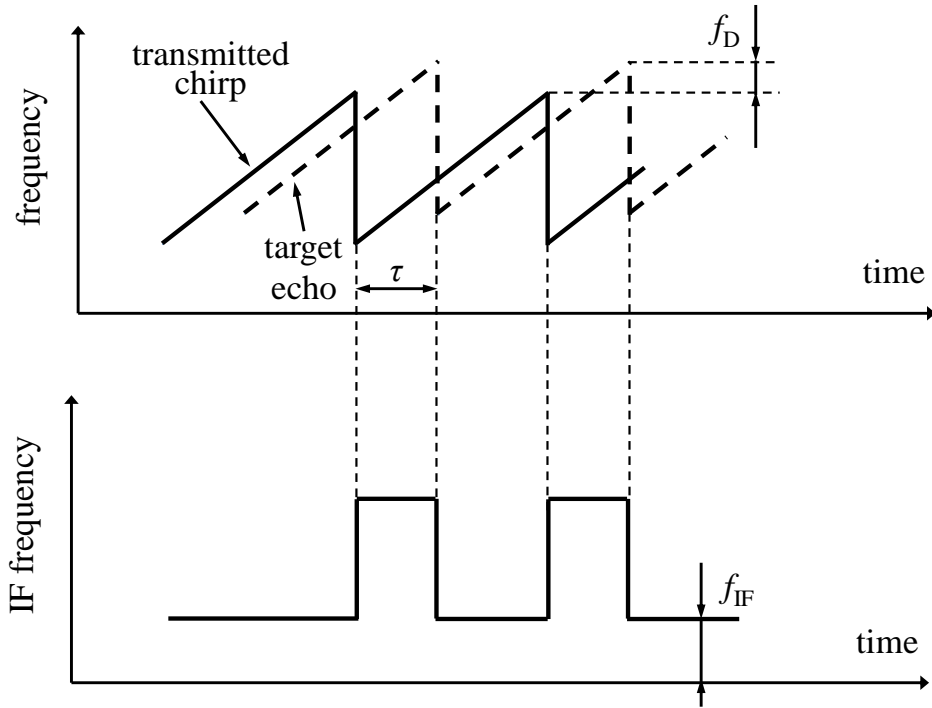 f_D
transmitted
chirp
frequency
target
echo
τ
time
IF frequency
f_IF
time